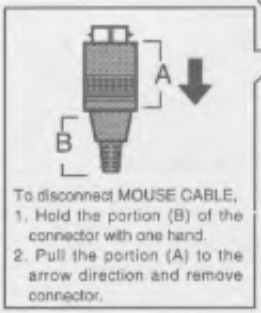 A
B
To disconnect MOUSE CABLE,
1. Hold the portion (B) of the
connector with one hand.
2. Pull the portion (A) to the
arrow direction and remove
connector.